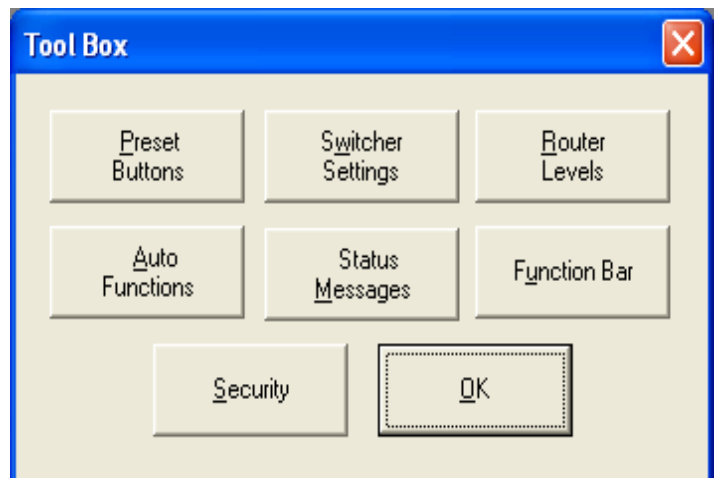 Tool Box
Preset
Buttons
Switcher
Settings
Router
Levels
Auto
Functions
Status
Messages
Function Bar
Security
OK